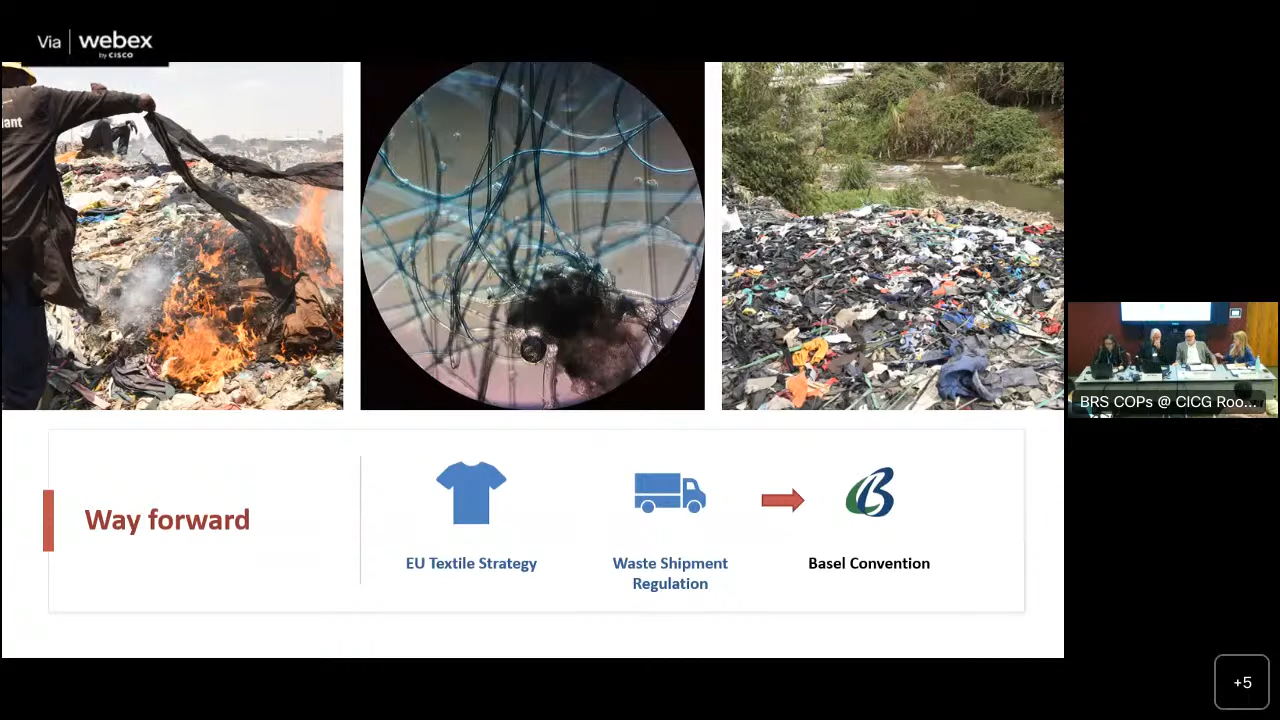 Via webex
by CISCO
ant
Way forward
EU Textile Strategy
Waste Shipment
Regulation
Basel Convention
BRS COPs @ CICG Roo...
+5